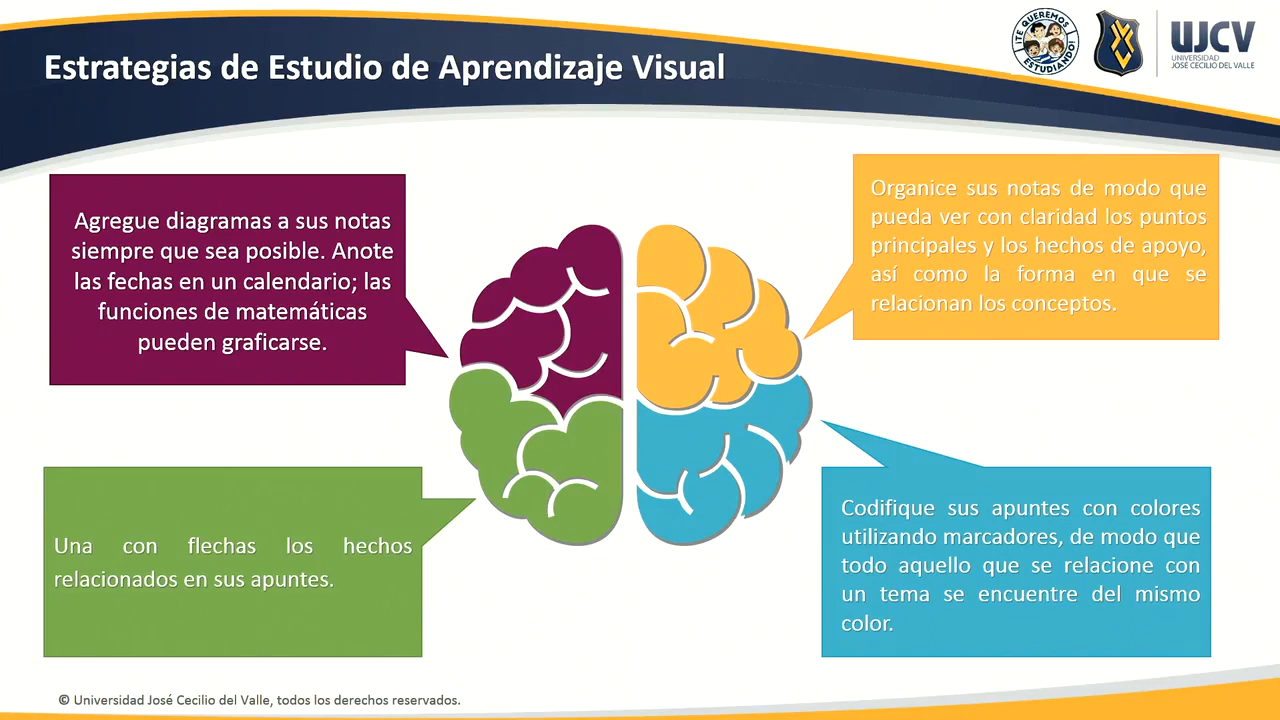 Estrategias de Estudio de Aprendizaje Visual
¡TE QUEREMOS
ESTUDIANDO!
UJCV
UNIVERSIDAD
JOSÉ CECILIO DEL VALLE
Agregue diagramas a sus notas
siempre que sea posible. Anote
las fechas en un calendario; las
funciones de matemáticas
pueden graficarse.
Organice sus notas de modo que
pueda ver con claridad los puntos
principales y los hechos de apoyo,
así como la forma en que se
relacionan los conceptos.
Una con flechas los hechos
relacionados en sus apuntes.
Codifique sus apuntes con colores
utilizando marcadores, de modo que
todo aquello que se relacione con
un tema se encuentre del mismo
color.
© Universidad José Cecilio del Valle, todos los derechos reservados.